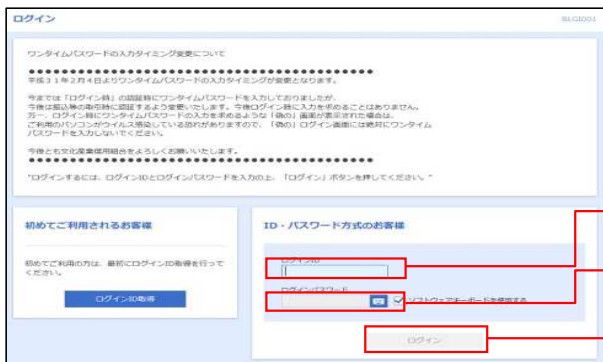 ログイン
BLGI001
ワンタイムパスワードの入力タイミング変更について
●●●●●●●●●●●●●●●●●●●●●●●●●●●●●●●●●●●●●●●●●●●
平成31年2月4日よりワンタイムパスワードの入力タイミングが変更となります。
今までは「ログイン時」の認証時にワンタイムパスワードを入力しておりましたが、
今後は振込等の取引時に認証するよう変更いたします。今後ログイン時に入力を求めることはありません。
万一、ログイン時にワンタイムパスワードの入力を求めるような「偽の」画面が表示された場合は、
ご利用のパソコンがウイルス感染している恐れがありますので、「偽の」ログイン画面には絶対にワンタイム
パスワードを入力しないでください。
今後とも文化産業信用組合をよろしくお願いいたします。
●●●●●●●●●●●●●●●●●●●●●●●●●●●●●●●●●●●●●●●●●●●
"ログインするには、ログインIDとログインパスワードを入力の上、「ログイン」ボタンを押してください。"
初めてご利用されるお客様
初めてご利用の方は、最初にログインID取得を行って
ください。
ログインID取得
ID・パスワード方式のお客様
ログインID
ログインパスワード
ソフトウェアキーボードを使用する
ログイン